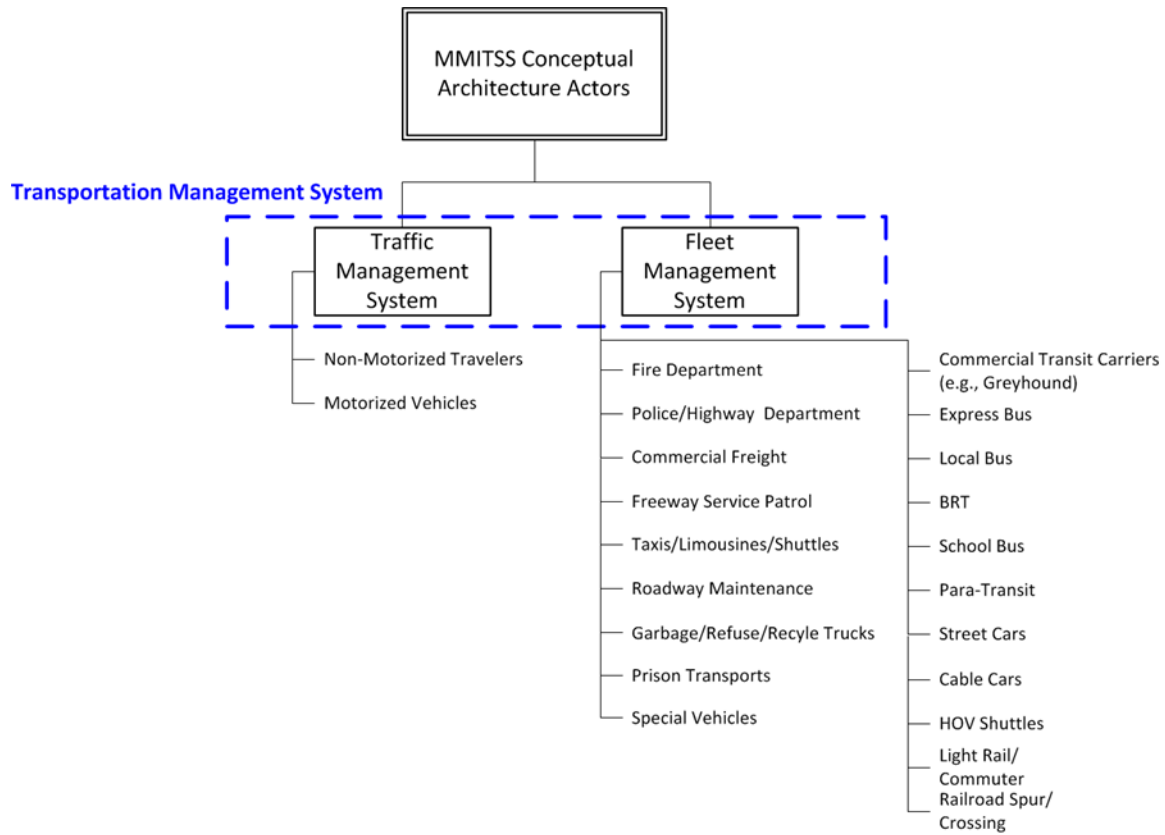 MMITSS Conceptual
Architecture Actors
Transportation Management System
Traffic
Management
System
Fleet
Management
System
Non-Motorized Travelers
Motorized Vehicles
Fire Department
Police/Highway  Department
Commercial Freight
Freeway Service Patrol
Taxis/Limousines/Shuttles
Roadway Maintenance
Garbage/Refuse/Recyle Trucks
Prison Transports
Special Vehicles
Commercial Transit Carriers
(e.g., Greyhound)
Express Bus
Local Bus
BRT
School Bus
Para-Transit
Street Cars
Cable Cars
HOV Shuttles
Light Rail/
Commuter
Railroad Spur/
Crossing